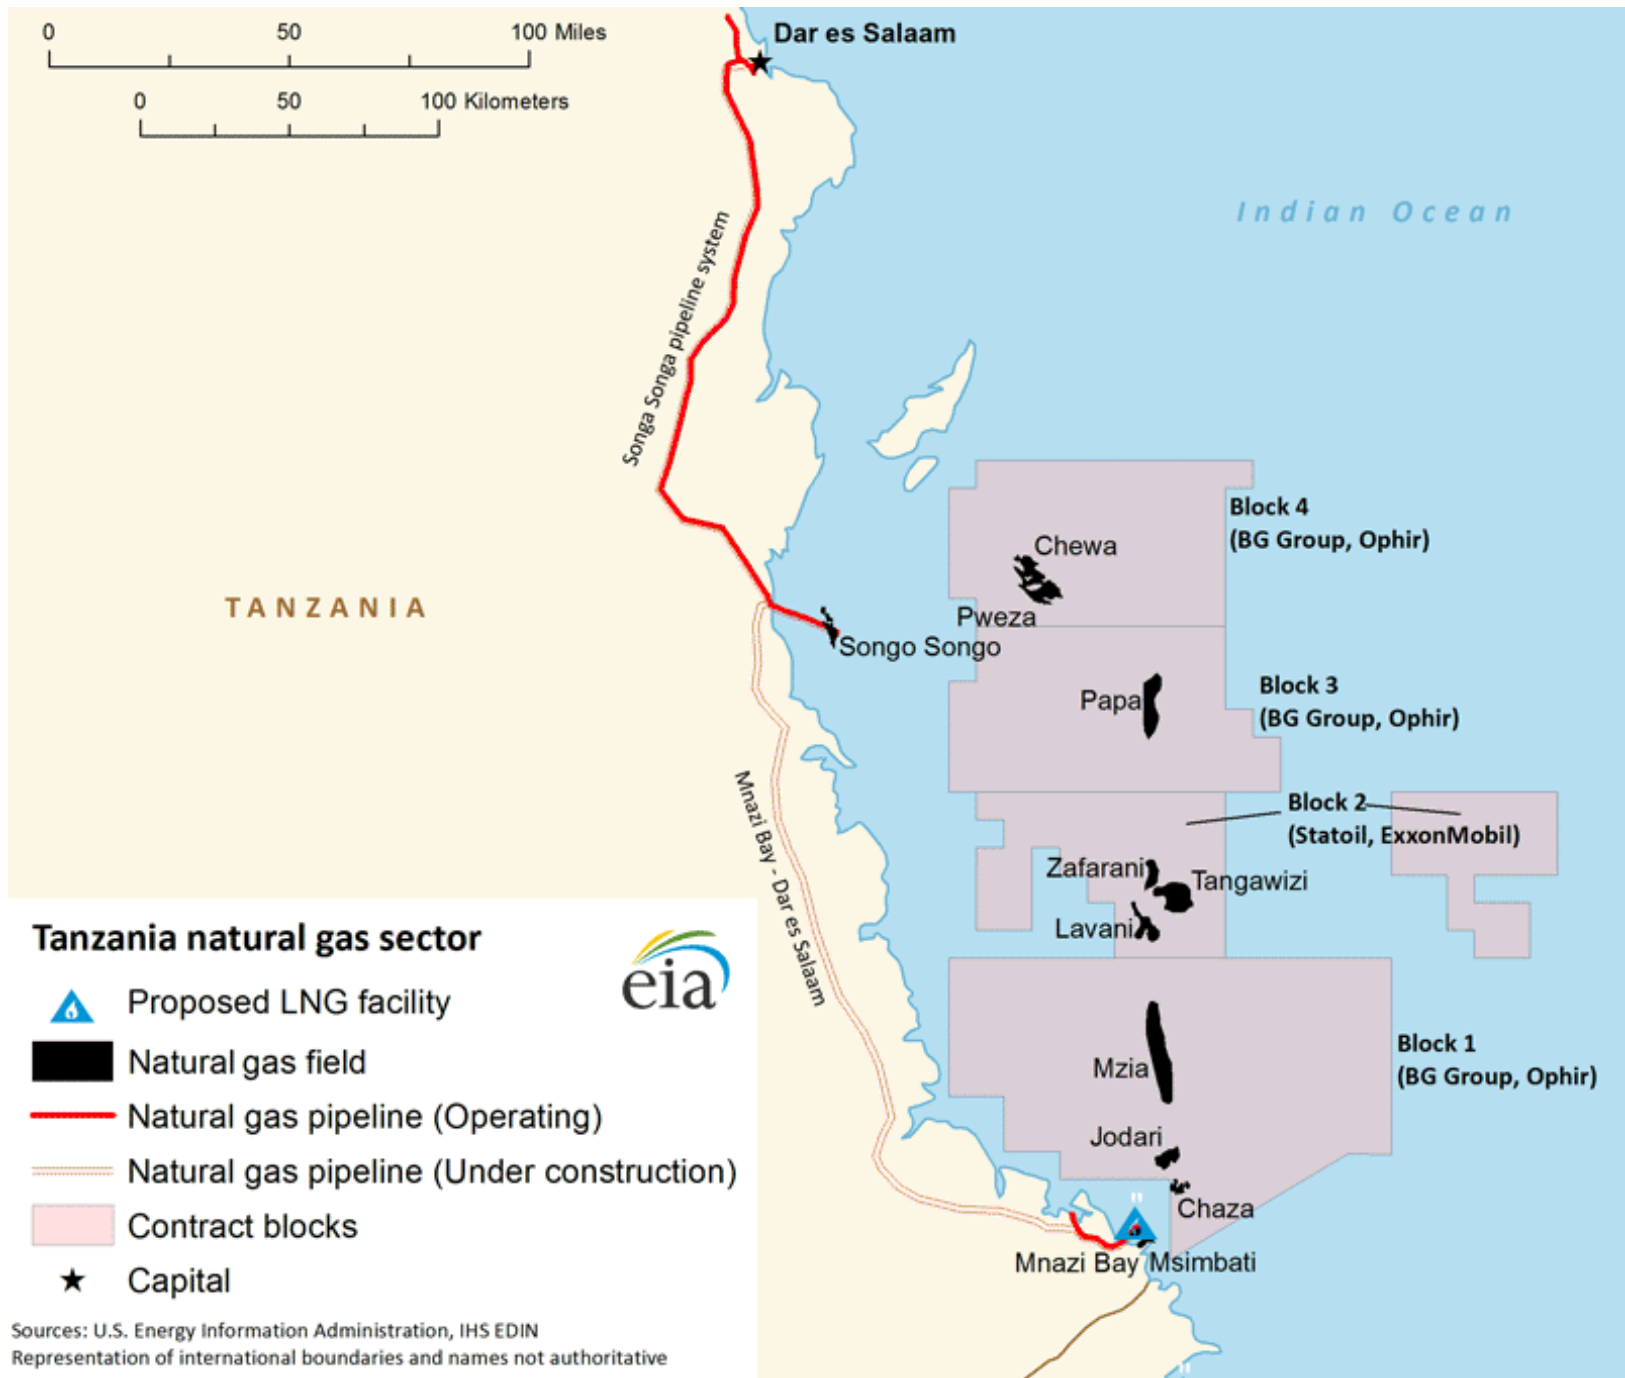 0 50 100 Miles
0 50 100 Kilometers
Dar es Salaam
Indian Ocean
Songa Songa pipeline system
Block 4
(BG Group, Ophir)
Chewa
Pweza
TANZANIA
Songo Songo
Papa
Block 3
(BG Group, Ophir)
Mnazi Bay - Dar es Salaam
Block 2
(Statoil, ExxonMobil)
Zafarani
Tangawizi
Lavani
Mzia
Block 1
(BG Group, Ophir)
Jodari
Chaza
Mnazi Bay
Msimbati
Tanzania natural gas sector
eia
Proposed LNG facility
Natural gas field
Natural gas pipeline (Operating)
Natural gas pipeline (Under construction)
Contract blocks
Capital
Sources: U.S. Energy Information Administration, IHS EDIN
Representation of international boundaries and names not authoritative